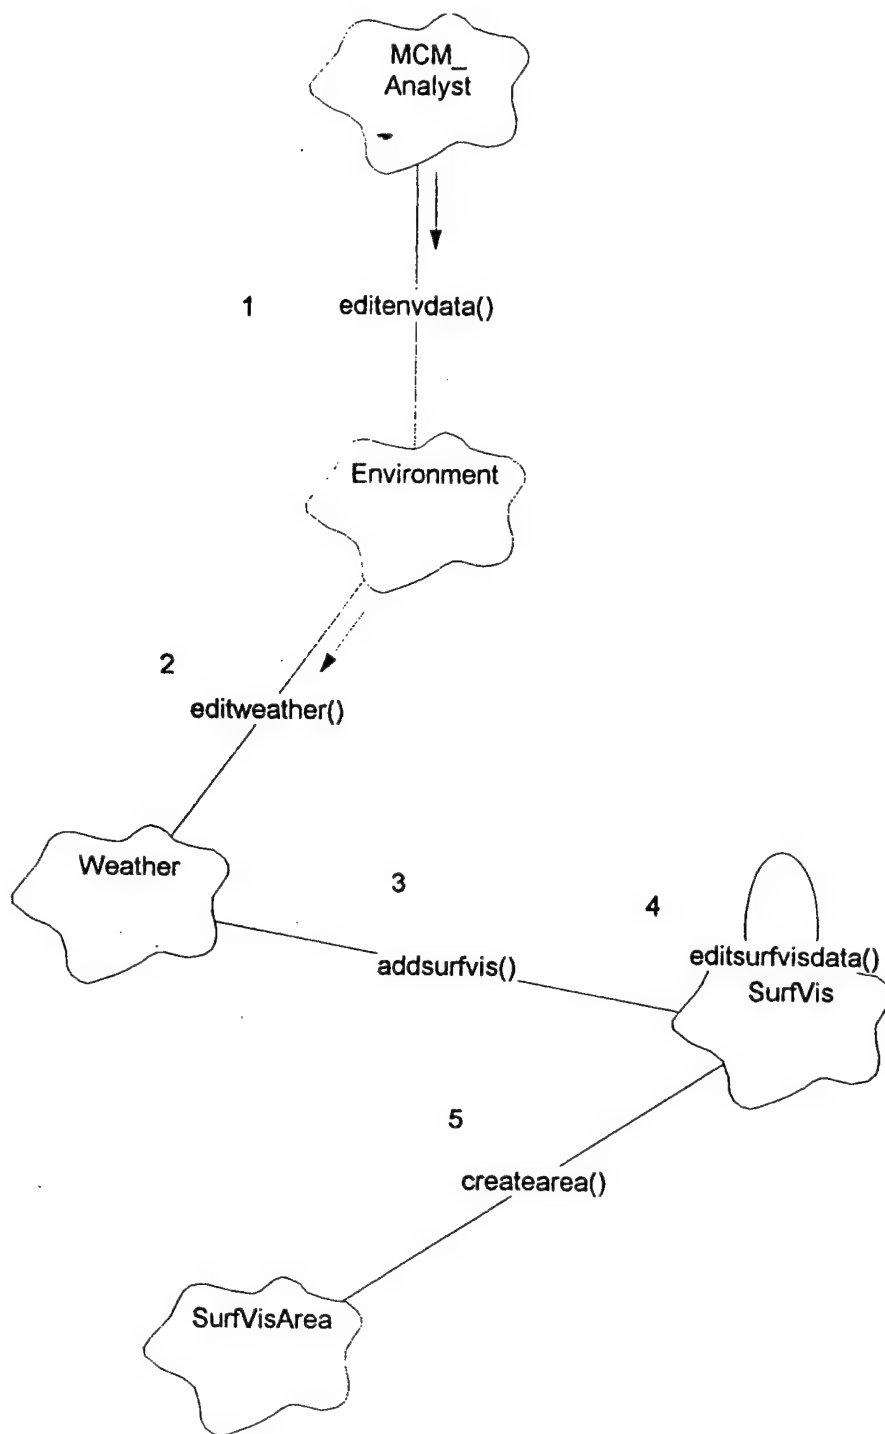 MCM_
Analyst
1 editenvdata()
Environment
2
editweather()
Weather
3
4
addsurfvis()
editsurfvisdata()
SurfVis
5
createarea()
SurfVisArea